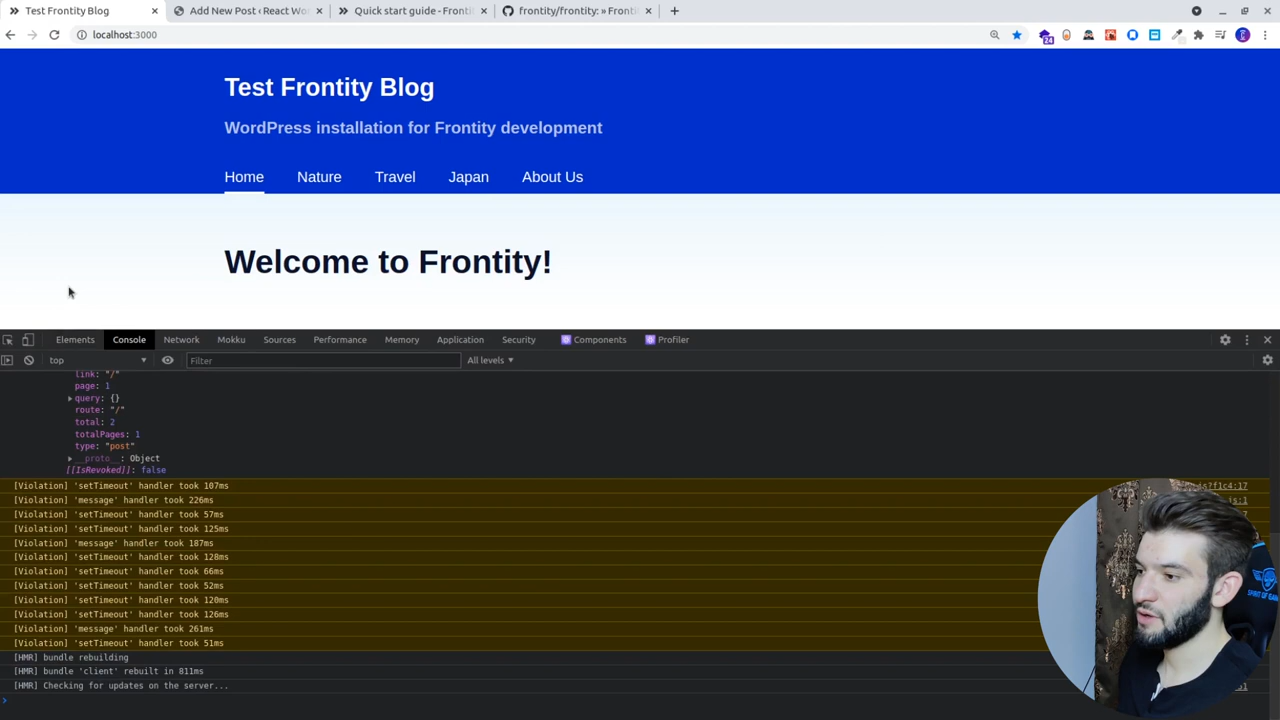 Test Frontity Blog
Add New Post ‹ React Wo
Quick start guide - Fronti
frontity/frontity: » Fronti
localhost:3000
24
Test Frontity Blog
WordPress installation for Frontity development
Home Nature Travel Japan About Us
Welcome to Frontity!
Elements Console Network Mokku Sources Performance Memory Application Security Components Profiler
top Filter All levels
link: "/"
page: 1
query: {}
route: "/"
total: 2
totalPages: 1
type: "post"
__proto__: Object
[[IsRevoked]]: false
[Violation] 'setTimeout' handler took 107ms js?f1c4:17
[Violation] 'message' handler took 226ms js:1
[Violation] 'setTimeout' handler took 57ms
[Violation] 'setTimeout' handler took 125ms
[Violation] 'message' handler took 187ms
[Violation] 'setTimeout' handler took 128ms
[Violation] 'setTimeout' handler took 66ms
[Violation] 'setTimeout' handler took 52ms
[Violation] 'setTimeout' handler took 120ms
[Violation] 'setTimeout' handler took 126ms
[Violation] 'message' handler took 261ms
[Violation] 'setTimeout' handler took 51ms
[HMR] bundle rebuilding
[HMR] bundle 'client' rebuilt in 811ms
[HMR] Checking for updates on the server...